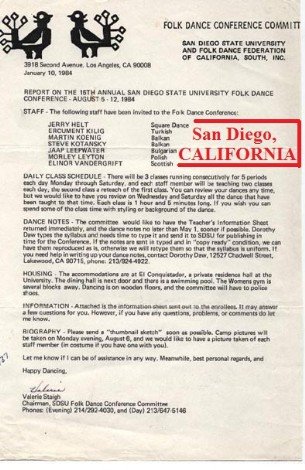 FOLK DANCE CONFERENCE COMMITT
SAN DIEGO STATE UNIVERSITY
AND FOLK DANCE FEDERATION
OF CALIFORNIA, SOUTH, INC.
3918 Second Avenue, Los Angeles, CA 90008
January 10, 1984
REPORT ON THE 15TH ANNUAL SAN DIEGO STATE UNIVERSITY FOLK DANCE
CONFERENCE - AUGUST 5-12, 1984
STAFF - The following staff have been invited to the Folk Dance Conference:
JERRY HELT Square Dance
ERCUMENT KILIG Turkish
MARTIN KOENIG Balkan
STEVE KOTANSKY Balkan
JAAP LEEPWATER Bulgarian
MORLEY LEYTON Polish
ELINOR VANDERGRIFT Scottish
San Diego,
CALIFORNIA
DAILY CLASS SCHEDULE - There will be 3 classes running consecutively for 5 periods
each day Monday through Saturday, and each staff member will be teaching two classes
each day, the second class a reteach of the first class. You can review your dances any time,
but we would like to have you review on Wednesday and Saturday all the dance that have
been taught to that time. Each class is 1 hour and 5 minutes long. If you wish you can
spend some of the class time with styling or background of the dance.
DANCE NOTES - The committee would like to have the Teacher's Information Sheet
returned immediately, and the dance notes no later than May 1, sooner if possible. Dorothy
Daw types the syllabus and needs time to type it and send it to SDSU for publishing in
time for the Conference. If the notes are sent in typed and in "copy ready" condition, we can
have them reproduced as is, otherwise we will retype them so that the syllabus is uniform. If
you need help in writing up your dance notes, contact Dorothy Daw, 12527 Chadwell Street,
Lakewood, CA 90715, phone: 213/924-4922.
HOUSING - The accommodations are at El Conquistador, a private residence hall at the
University. The dining hall is next door and there is a swimming pool. The Womens gym is
several blocks away. Dancing is on wooden floors, and the committee will have to police
all staff members' classes.
INFORMATION - Attached is the information sheet sent out to the enrollees. It may answer
a few questions for you. However, if you have any questions, problems, or comments do let
me know.
BIOGRAPHY - Please send a "thumbnail sketch" soon as possible. Camp pictures will
be taken on Monday evening, August 6, and we would like to have a picture taken of each
staff member (in costume if you have one with you).
Let me know if I can be of assistance in any way. Meanwhile, best personal regards, and
Happy Dancing,
Valerie
Valerie Staigh
Chairman, SDSU Folk Dance Conference Committee
Phones: (Evening) 214/292-4030, and (Day) 213/647-5146